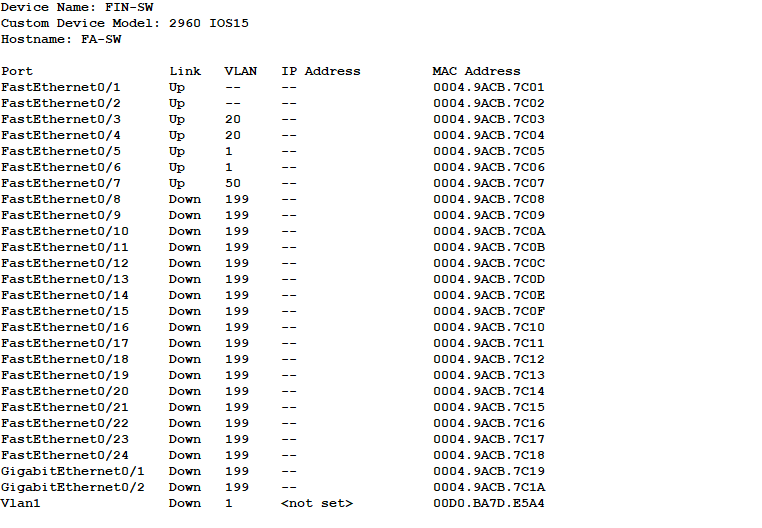 Device Name: FIN-SW
Custom Device Model: 2960 IOS15
Hostname: FA-SW
Port Link VLAN IP Address MAC Address
FastEthernet0/1 Up -- -- 0004.9ACB.7C01
FastEthernet0/2 Up -- -- 0004.9ACB.7C02
FastEthernet0/3 Up 20 -- 0004.9ACB.7C03
FastEthernet0/4 Up 20 -- 0004.9ACB.7C04
FastEthernet0/5 Up 1 -- 0004.9ACB.7C05
FastEthernet0/6 Up 1 -- 0004.9ACB.7C06
FastEthernet0/7 Up 50 -- 0004.9ACB.7C07
FastEthernet0/8 Down 199 -- 0004.9ACB.7C08
FastEthernet0/9 Down 199 -- 0004.9ACB.7C09
FastEthernet0/10 Down 199 -- 0004.9ACB.7C0A
FastEthernet0/11 Down 199 -- 0004.9ACB.7C0B
FastEthernet0/12 Down 199 -- 0004.9ACB.7C0C
FastEthernet0/13 Down 199 -- 0004.9ACB.7C0D
FastEthernet0/14 Down 199 -- 0004.9ACB.7C0E
FastEthernet0/15 Down 199 -- 0004.9ACB.7C0F
FastEthernet0/16 Down 199 -- 0004.9ACB.7C10
FastEthernet0/17 Down 199 -- 0004.9ACB.7C11
FastEthernet0/18 Down 199 -- 0004.9ACB.7C12
FastEthernet0/19 Down 199 -- 0004.9ACB.7C13
FastEthernet0/20 Down 199 -- 0004.9ACB.7C14
FastEthernet0/21 Down 199 -- 0004.9ACB.7C15
FastEthernet0/22 Down 199 -- 0004.9ACB.7C16
FastEthernet0/23 Down 199 -- 0004.9ACB.7C17
FastEthernet0/24 Down 199 -- 0004.9ACB.7C18
GigabitEthernet0/1 Down 199 -- 0004.9ACB.7C19
GigabitEthernet0/2 Down 199 -- 0004.9ACB.7C1A
Vlan1 Down 1 <not set> 00D0.BA7D.E5A4